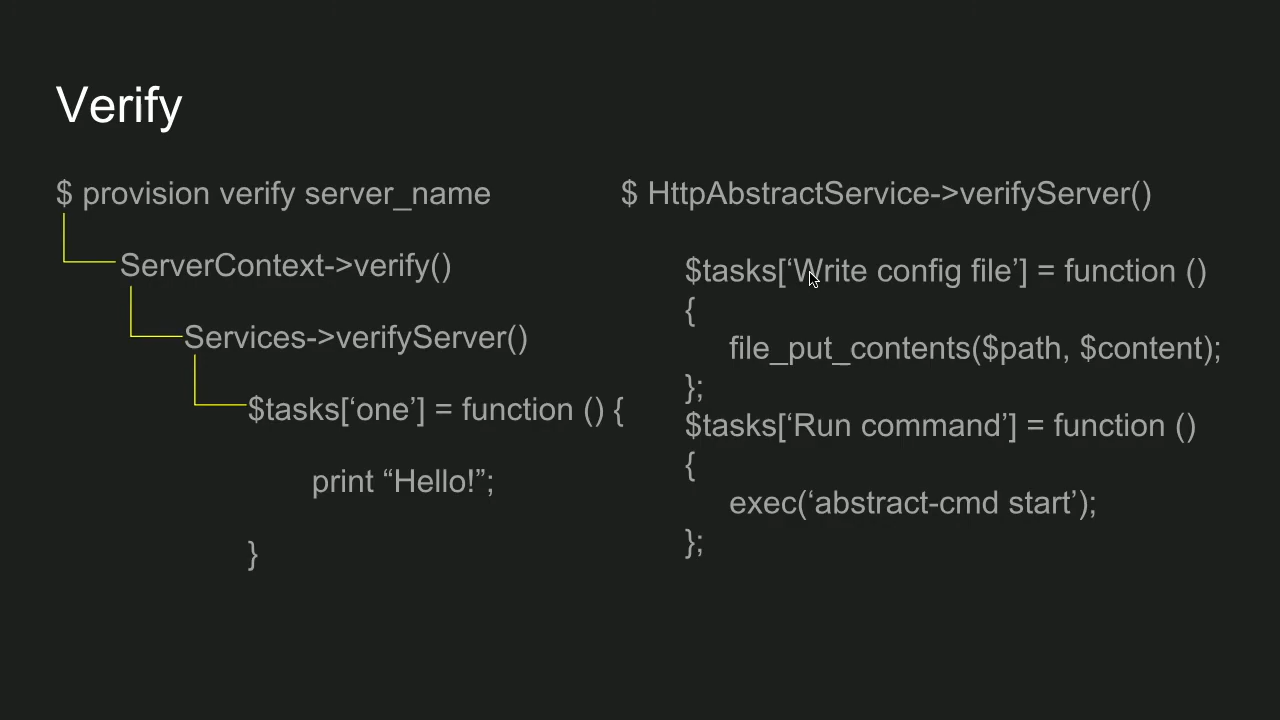 Verify
$ provision verify server_name
ServerContext->verify()
Services->verifyServer()
$tasks[‘one’] = function () {
print “Hello!”;
}
$ HttpAbstractService->verifyServer()
$tasks[‘Write config file’] = function ()
{
file_put_contents($path, $content);
};
$tasks[‘Run command’] = function ()
{
exec(‘abstract-cmd start’);
};